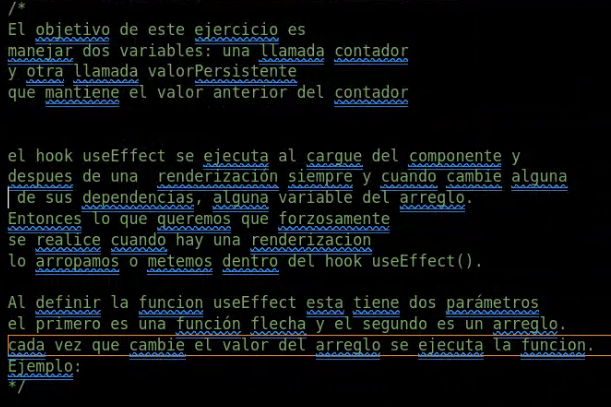 /*
El objetivo de este ejercicio es
manejar dos variables: una llamada contador
y otra llamada valorPersistente
que mantiene el valor anterior del contador
el hook useEffect se ejecuta al cargue del componente y
despues de una  renderización siempre y cuando cambie alguna
 de sus dependencias, alguna variable del arreglo.
Entonces lo que queremos que forzosamente
se realice cuando hay una renderizacion
lo arropamos o metemos dentro del hook useEffect().
Al definir la funcion useEffect esta tiene dos parámetros
el primero es una función flecha y el segundo es un arreglo.
cada vez que cambie el valor del arreglo se ejecuta la funcion.
Ejemplo:
*/